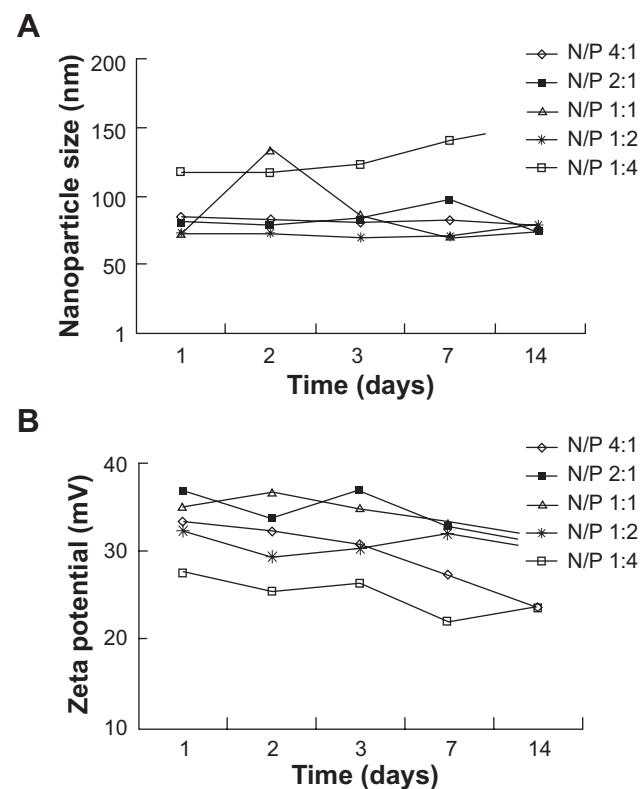 A
Nanoparticle size (nm)
200
150
100
50
1
1 2 3 7 14
Time (days)
N/P 4:1
N/P 2:1
N/P 1:1
N/P 1:2
N/P 1:4
B
Zeta potential (mV)
40
30
20
10
1 2 3 7 14
Time (days)
N/P 4:1
N/P 2:1
N/P 1:1
N/P 1:2
N/P 1:4